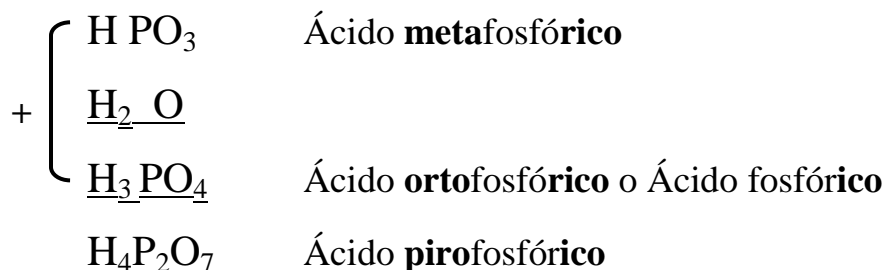 H PO₃ Ácido metafosfórico
+ H₂ O
H₃ PO₄ Ácido ortofosfórico o Ácido fosfórico
H₄P₂O₇ Ácido pirofosfórico